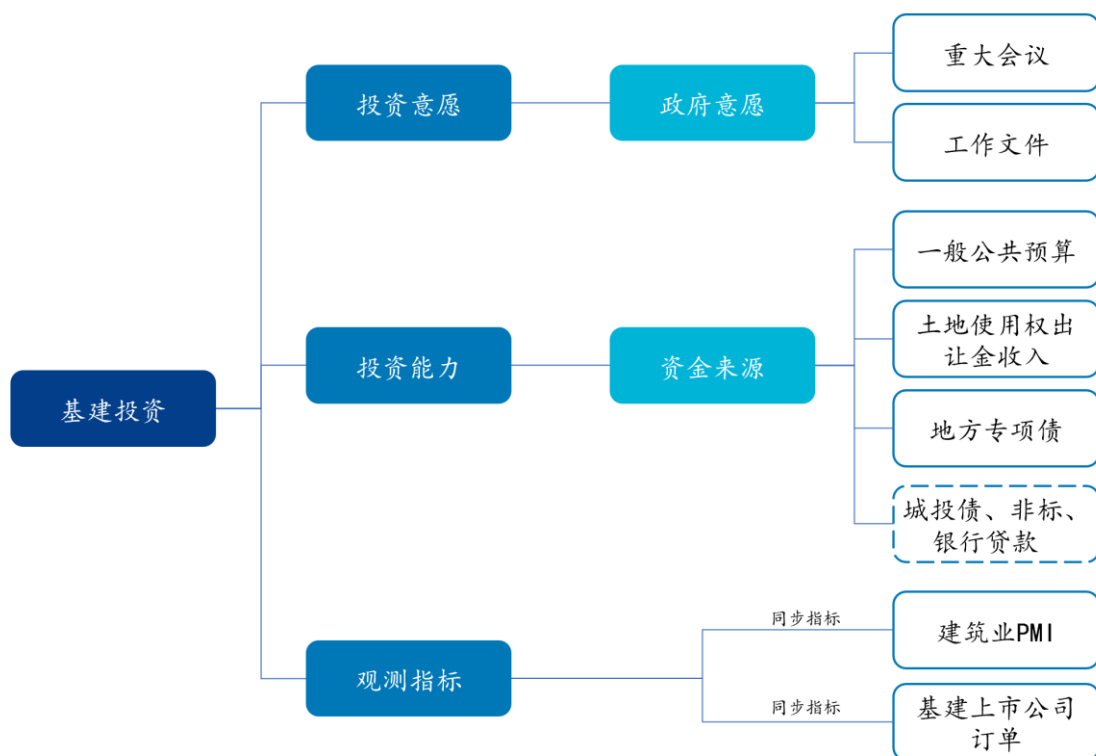 重大会议
投资意愿
政府意愿
工作文件
一般公共预算
土地使用权出
让金收入
投资能力
资金来源
基建投资
地方专项债
城投债、非标、
银行贷款
同步指标
建筑业PMI
观测指标
同步指标
基建上市公司
订单